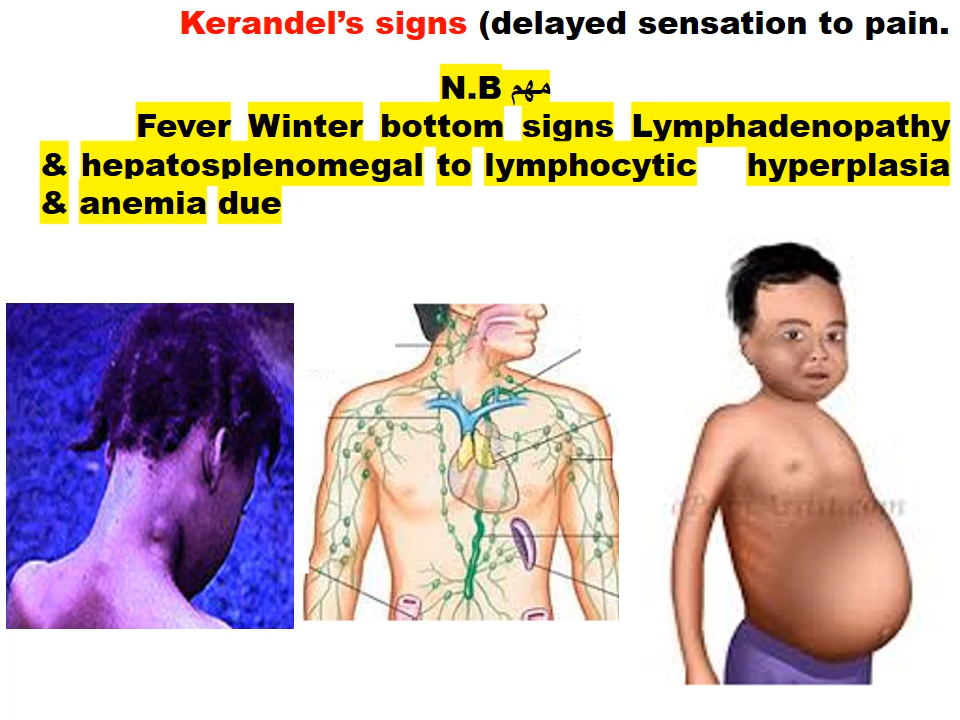 Kerandel’s signs (delayed sensation to pain.
N.B مهم
Fever Winter bottom signs Lymphadenopathy
& hepatosplenomegal to lymphocytic hyperplasia
& anemia due